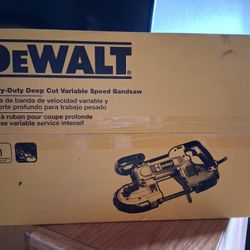 DEWALT
y-Duty Deep Cut Variable Speed Bandsaw
a de banda de velocidad variable y
orte profundo para trabajo pesado
à ruban pour coupe profonde
sse variable service intensif